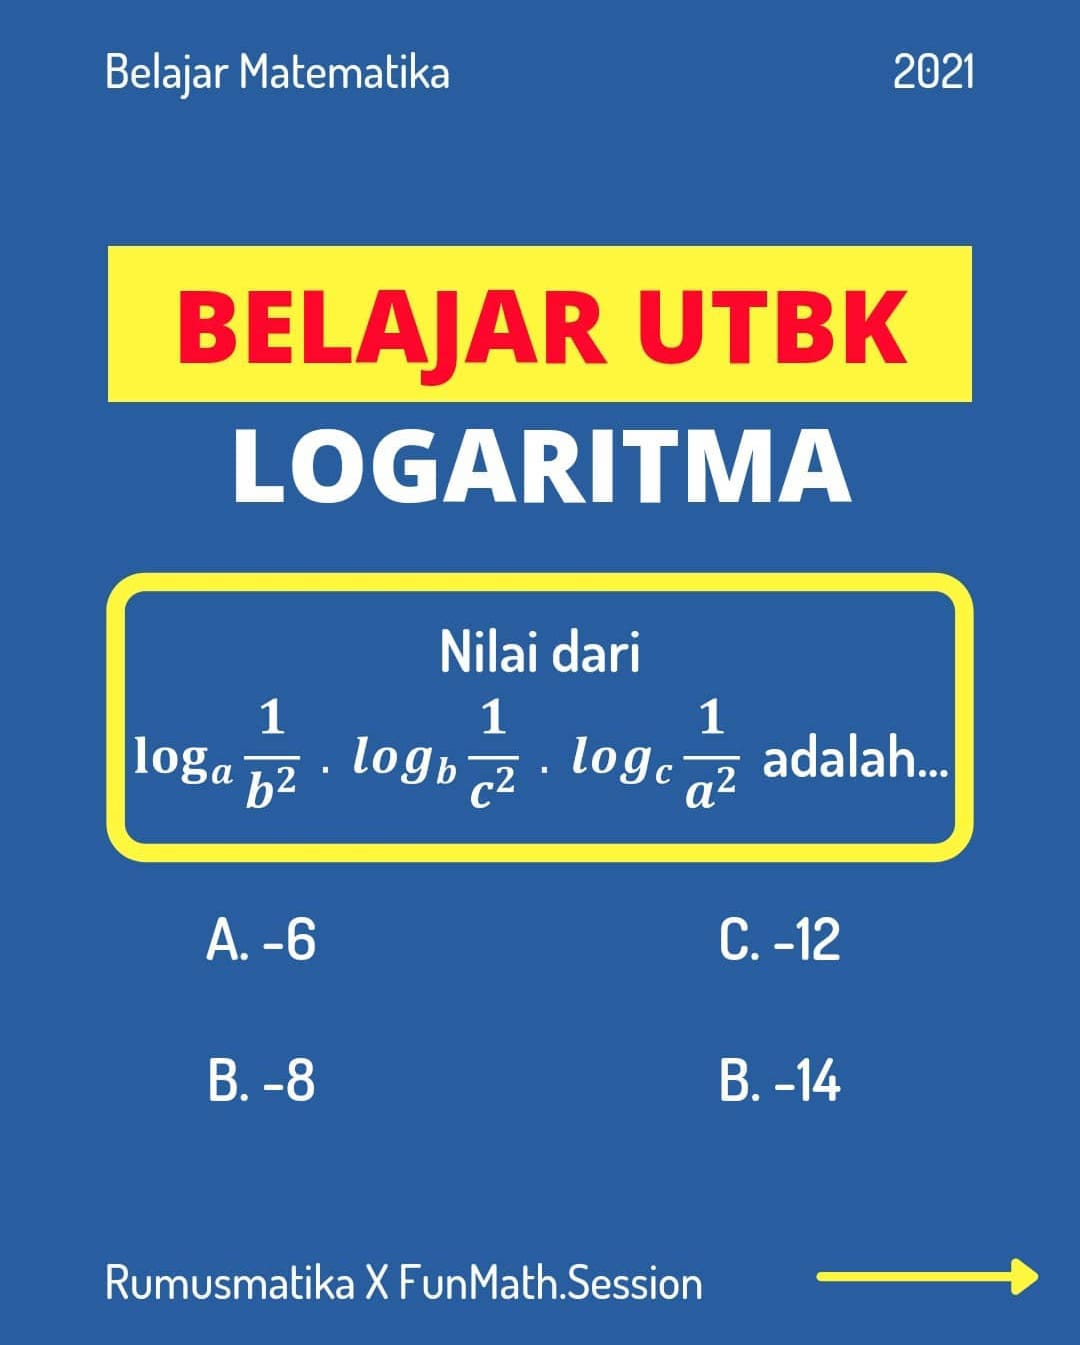 Belajar Matematika 2021
BELAJAR UTBK
LOGARITMA
Nilai dari
logₐ 1/b² . log_b 1/c² . log_c 1/a² adalah...
A. -6 C. -12
B. -8 B. -14
Rumusmatika X FunMath.Session